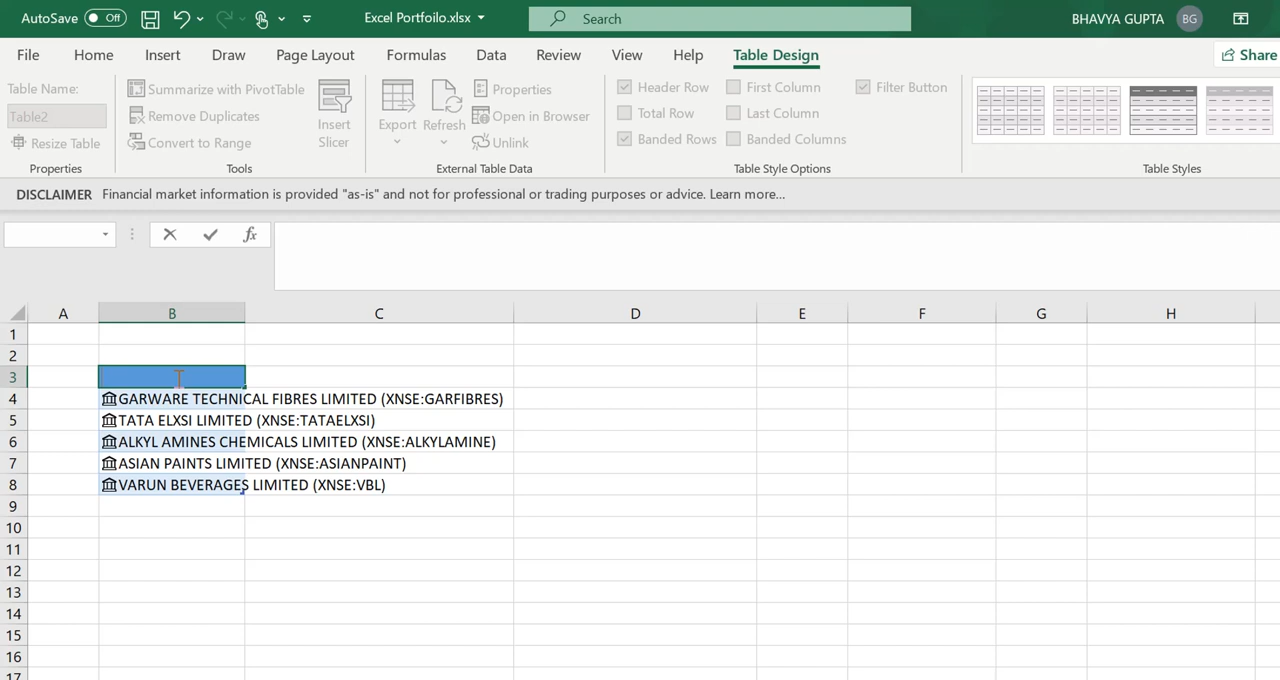 AutoSave Off Excel Portfoilo.xlsx Search BHAVYA GUPTA BG
File Home Insert Draw Page Layout Formulas Data Review View Help Table Design Share
Table Name:
Table2
Resize Table
Properties
Summarize with PivotTable
Remove Duplicates
Convert to Range
Insert
Slicer
Tools
Export
Refresh
Properties
Open in Browser
Unlink
External Table Data
Header Row First Column Filter Button
Total Row Last Column
Banded Rows Banded Columns
Table Style Options
Table Styles
DISCLAIMER Financial market information is provided "as-is" and not for professional or trading purposes or advice. Learn more...
fx
A B C D E F G H
1
2
3
4 GARWARE TECHNICAL FIBRES LIMITED (XNSE:GARFIBRES)
5 TATA ELXSI LIMITED (XNSE:TATAELXSI)
6 ALKYL AMINES CHEMICALS LIMITED (XNSE:ALKYLAMINE)
7 ASIAN PAINTS LIMITED (XNSE:ASIANPAINT)
8 VARUN BEVERAGES LIMITED (XNSE:VBL)
9
10
11
12
13
14
15
16
17